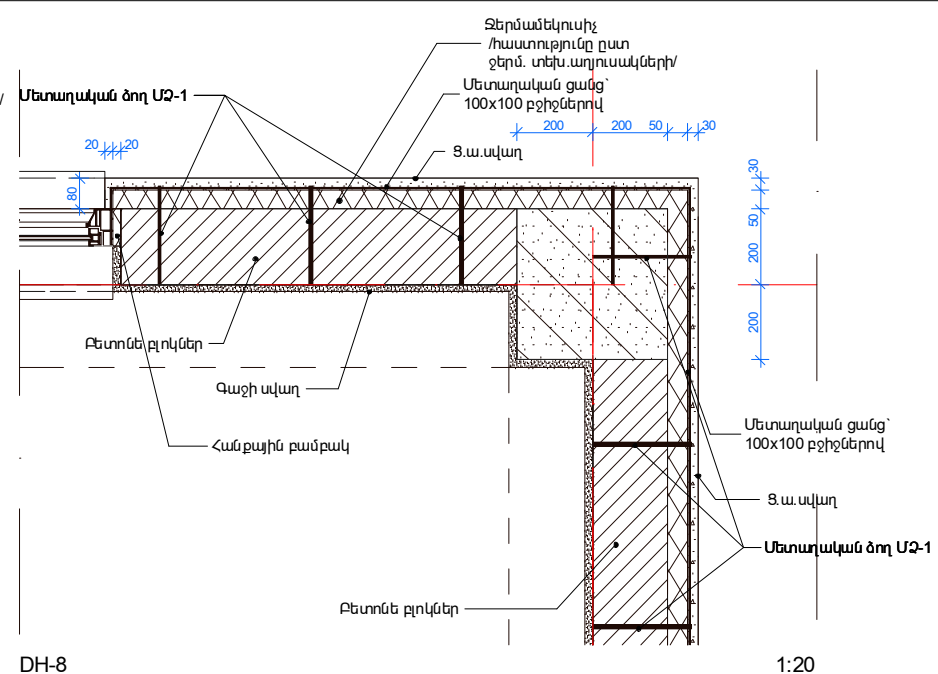 Ջերմամեկուսիչ
/հաստությունը ըստ
ջերմ. տեխ.աղյուսակների/
/
Մետաղական ձող ՄՁ-1
Մետաղական ցանց՝
100x100 բջիջներով
Ց.ա.սվաղ
200
200
50
30
20
20
80
30
50
200
200
Բետոնե բլոկներ
Գաջի սվաղ
Հանքային բամբակ
Մետաղական ցանց՝
100x100 բջիջներով
Ց.ա.սվաղ
Մետաղական ձող ՄՁ-1
Բետոնե բլոկներ
DH-8
1:20